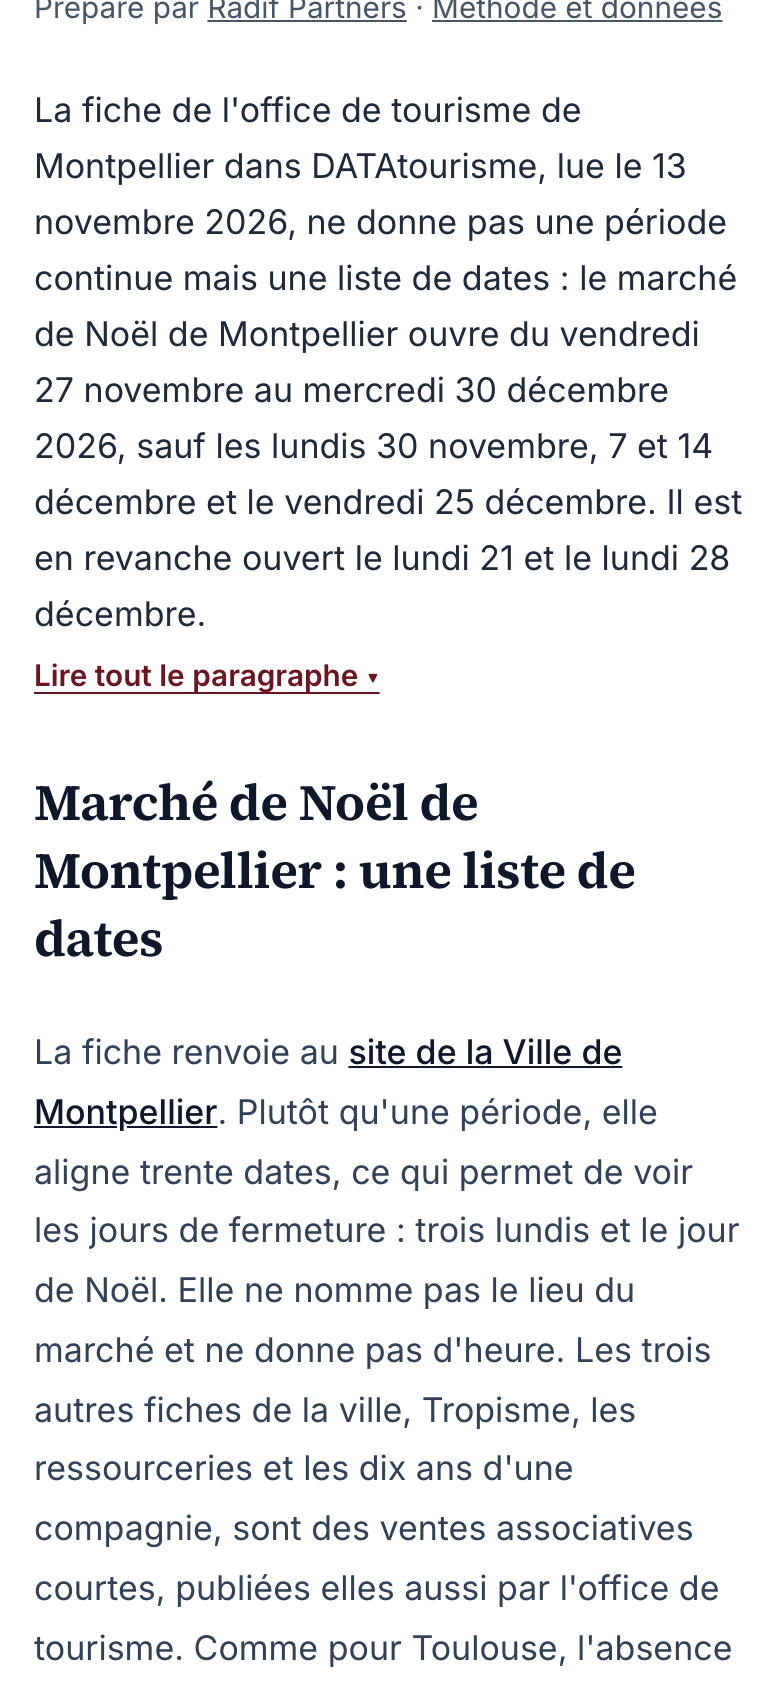 Préparé par Radif Partners · Méthode et données
La fiche de l'office de tourisme de
Montpellier dans DATAtourisme, lue le 13
novembre 2026, ne donne pas une période
continue mais une liste de dates : le marché
de Noël de Montpellier ouvre du vendredi
27 novembre au mercredi 30 décembre
2026, sauf les lundis 30 novembre, 7 et 14
décembre et le vendredi 25 décembre. Il est
en revanche ouvert le lundi 21 et le lundi 28
décembre.
Lire tout le paragraphe ▾
Marché de Noël de
Montpellier : une liste de
dates
La fiche renvoie au site de la Ville de
Montpellier. Plutôt qu'une période, elle
aligne trente dates, ce qui permet de voir
les jours de fermeture : trois lundis et le jour
de Noël. Elle ne nomme pas le lieu du
marché et ne donne pas d'heure. Les trois
autres fiches de la ville, Tropisme, les
ressourceries et les dix ans d'une
compagnie, sont des ventes associatives
courtes, publiées elles aussi par l'office de
tourisme. Comme pour Toulouse, l'absence